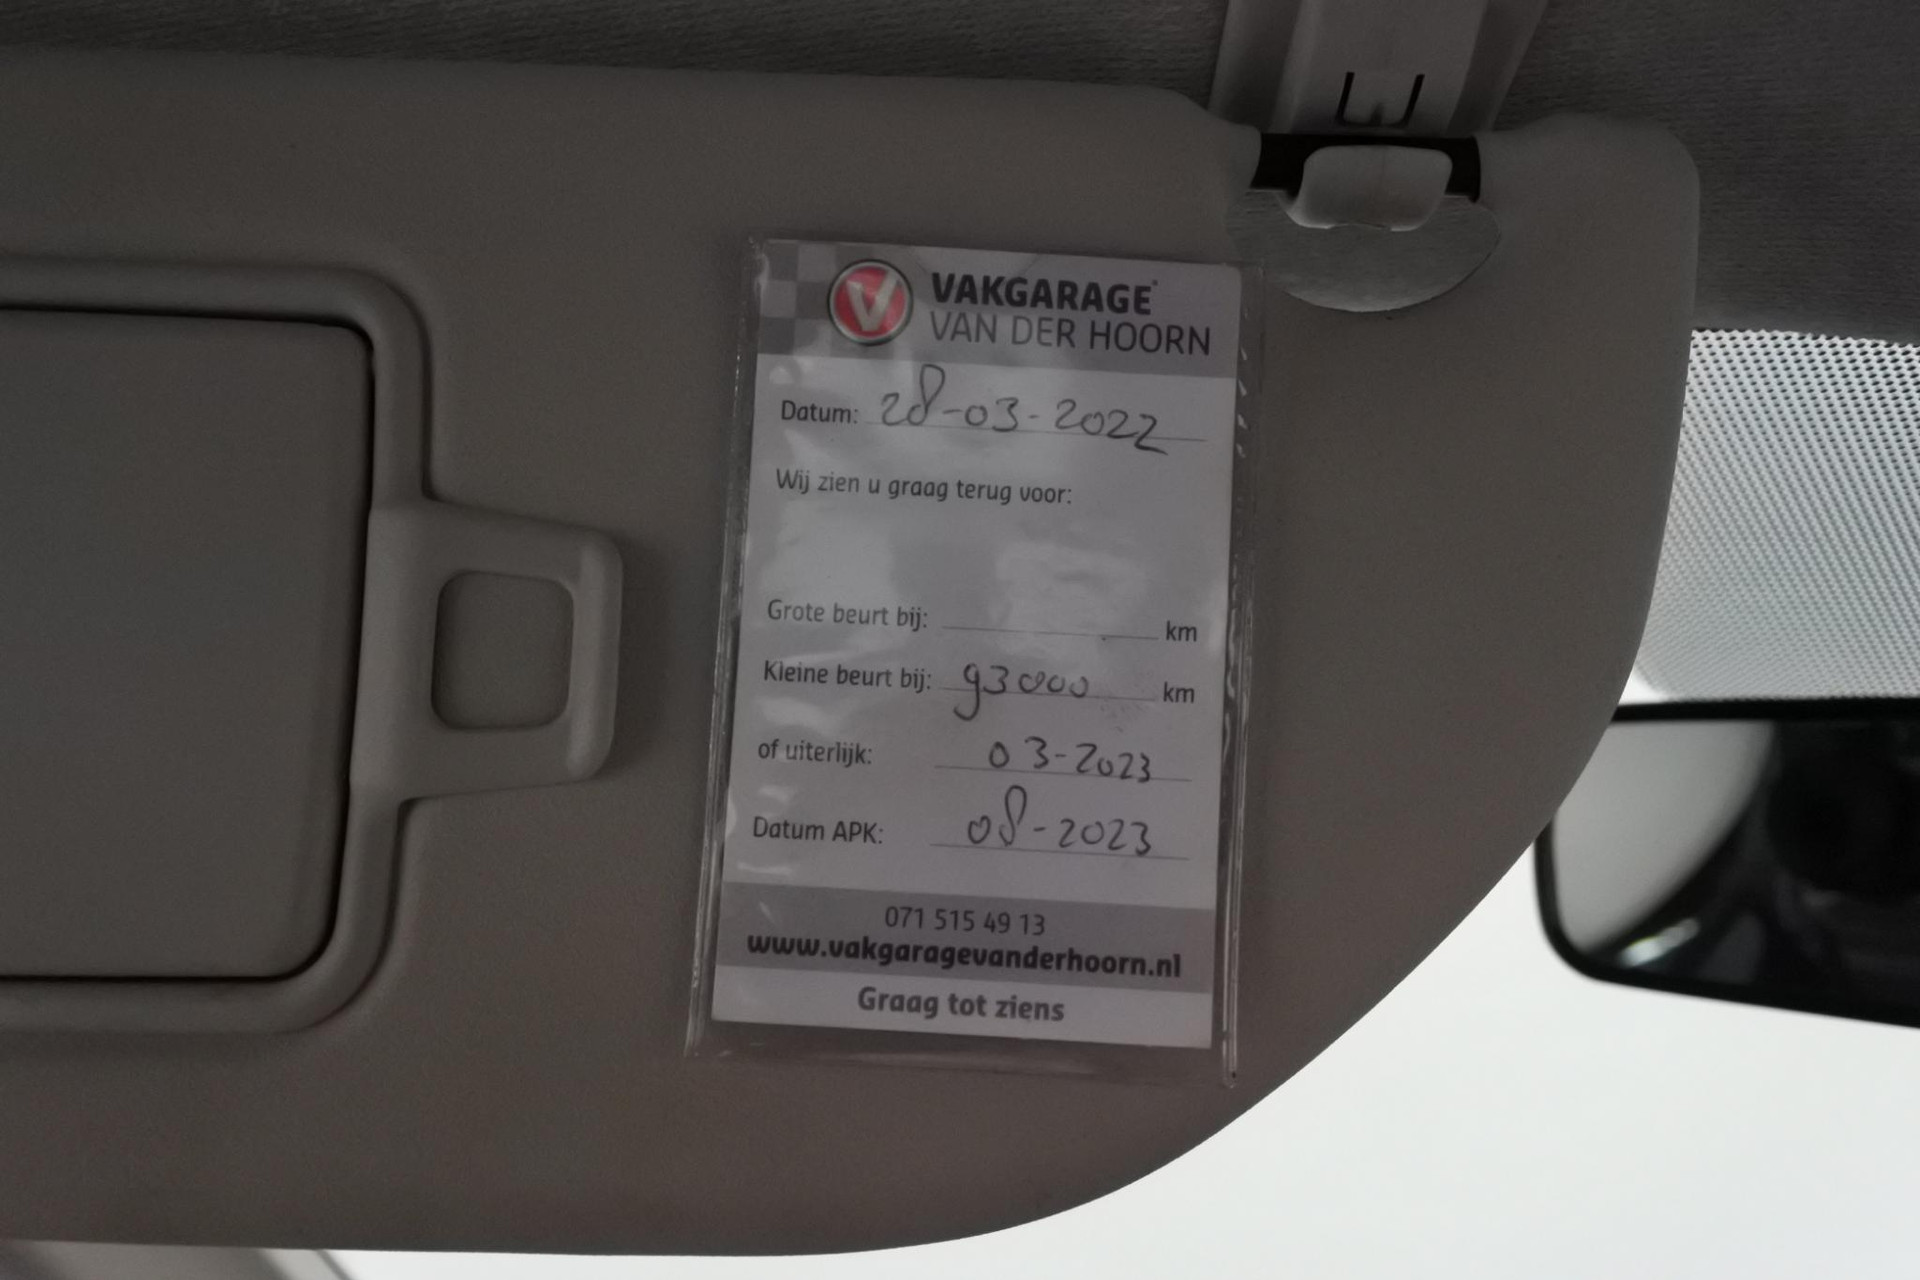 V VAKGARAGE®
VAN DER HOORN
Datum: 28-03-2022
Wij zien u graag terug voor:
Grote beurt bij: km
Kleine beurt bij: 93000 km
of uiterlijk: 03-2023
Datum APK: 08-2023
071 515 49 13
www.vakgaragevanderhoorn.nl
Graag tot ziens